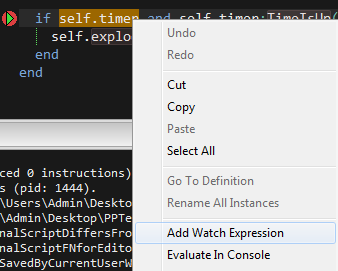 if self.timer and self.timer:TimeIsUp(
self.explo
end
end
Undo
Redo
Cut
Copy
Paste
Select All
Go To Definition
Rename All Instances
Add Watch Expression
Evaluate In Console
ced 0 instructions)
s (pid: 1444).
\Users\Admin\Deskto
\Admin\Desktop\PPTe
nalScriptDiffersFro
nalScriptFNforEdito
SavedByCurrentUserW